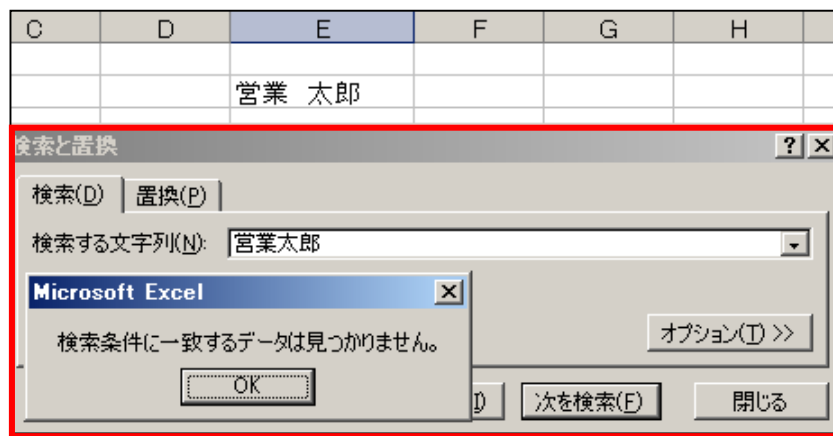 C D E F G H
営業　太郎
検索と置換
検索(D) 置換(P)
検索する文字列(N): 営業太郎
Microsoft Excel
検索条件に一致するデータは見つかりません。
オプション(T) >>
OK
次を検索(F) 閉じる